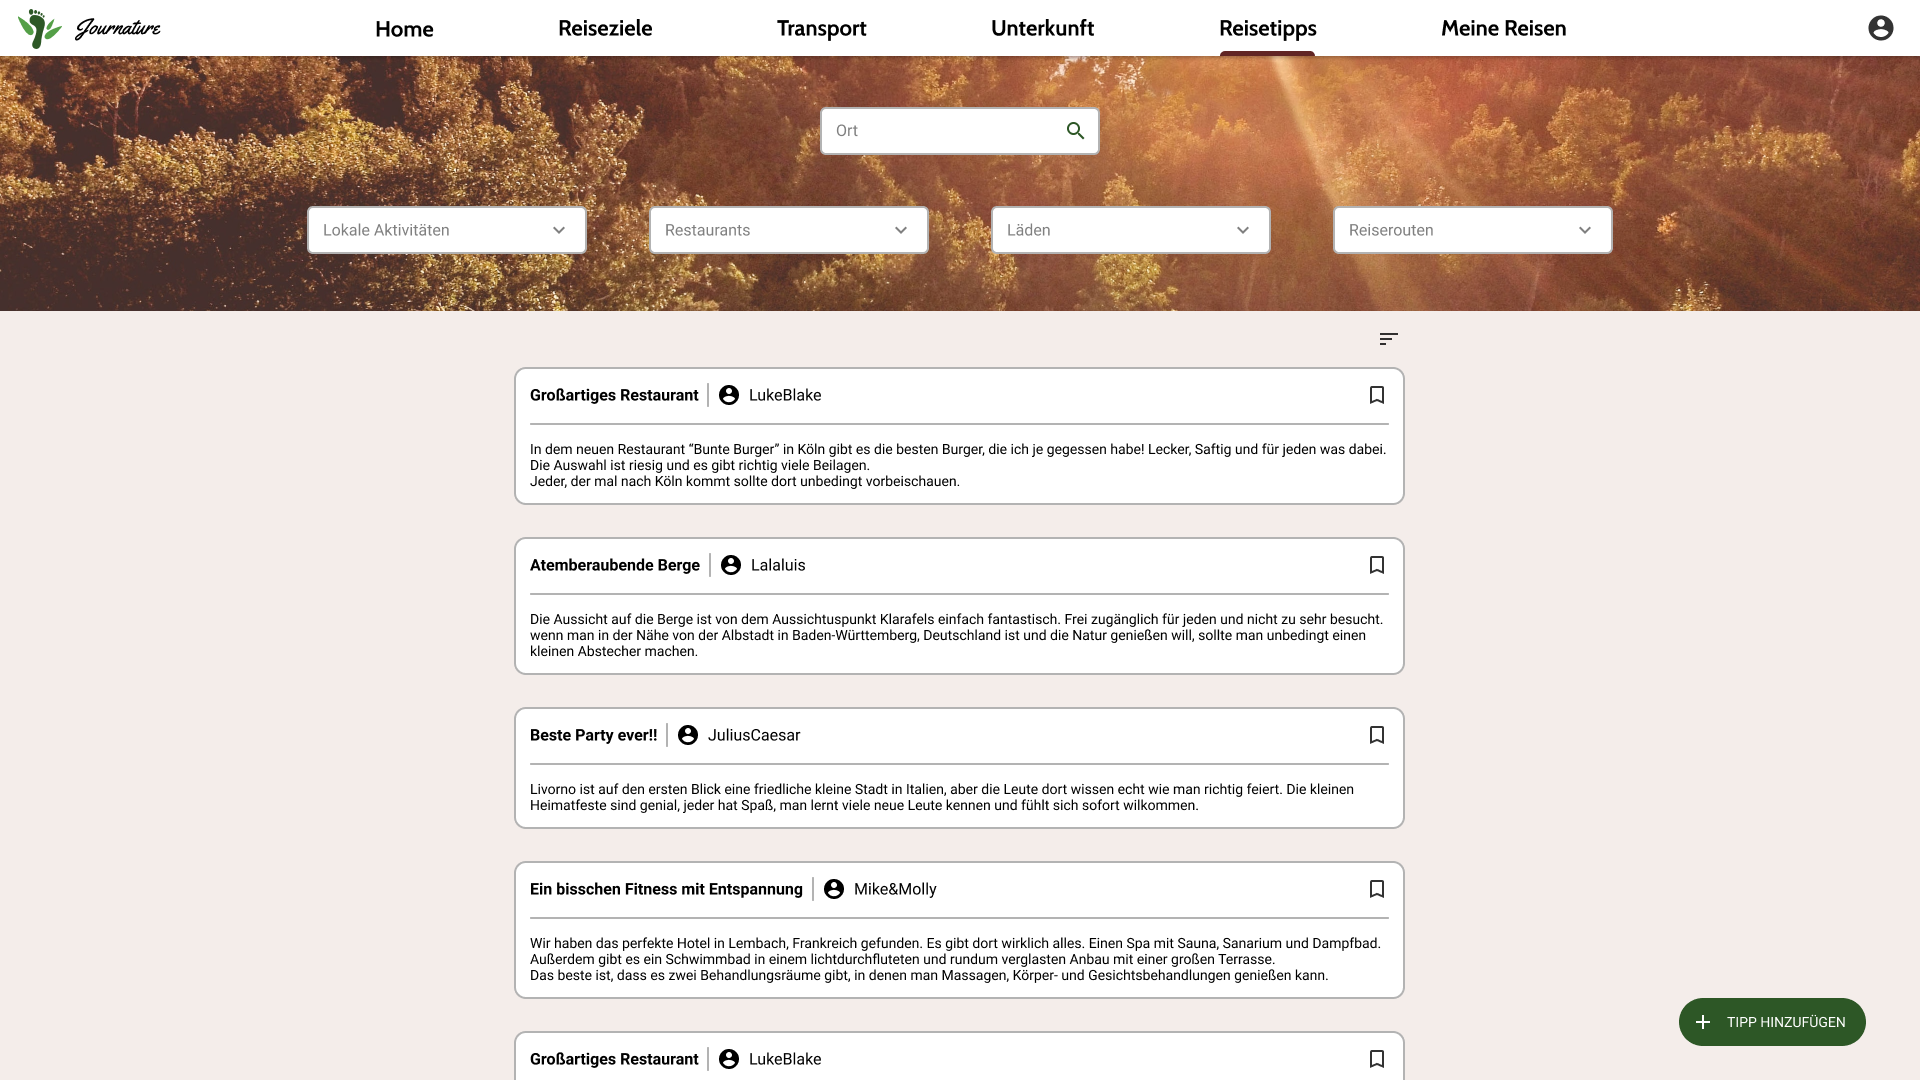 Journature
Home
Reiseziele
Transport
Unterkunft
Reisetipps
Meine Reisen
Ort
Lokale Aktivitäten
Restaurants
Läden
Reiserouten
Großartiges Restaurant
LukeBlake
In dem neuen Restaurant “Bunte Burger” in Köln gibt es die besten Burger, die ich je gegessen habe! Lecker, Saftig und für jeden was dabei.
Die Auswahl ist riesig und es gibt richtig viele Beilagen.
Jeder, der mal nach Köln kommt sollte dort unbedingt vorbeischauen.
Atemberaubende Berge
Lalaluis
Die Aussicht auf die Berge ist von dem Aussichtuspunkt Klarafels einfach fantastisch. Frei zugänglich für jeden und nicht zu sehr besucht.
wenn man in der Nähe von der Albstadt in Baden-Württemberg, Deutschland ist und die Natur genießen will, sollte man unbedingt einen
kleinen Abstecher machen.
Beste Party ever!!
JuliusCaesar
Livorno ist auf den ersten Blick eine friedliche kleine Stadt in Italien, aber die Leute dort wissen echt wie man richtig feiert. Die kleinen
Heimatfeste sind genial, jeder hat Spaß, man lernt viele neue Leute kennen und fühlt sich sofort wilkommen.
Ein bisschen Fitness mit Entspannung
Mike&Molly
Wir haben das perfekte Hotel in Lembach, Frankreich gefunden. Es gibt dort wirklich alles. Einen Spa mit Sauna, Sanarium und Dampfbad.
Außerdem gibt es ein Schwimmbad in einem lichtdurchfluteten und rundum verglasten Anbau mit einer großen Terrasse.
Das beste ist, dass es zwei Behandlungsräume gibt, in denen man Massagen, Körper- und Gesichtsbehandlungen genießen kann.
TIPP HINZUFÜGEN
Großartiges Restaurant
LukeBlake